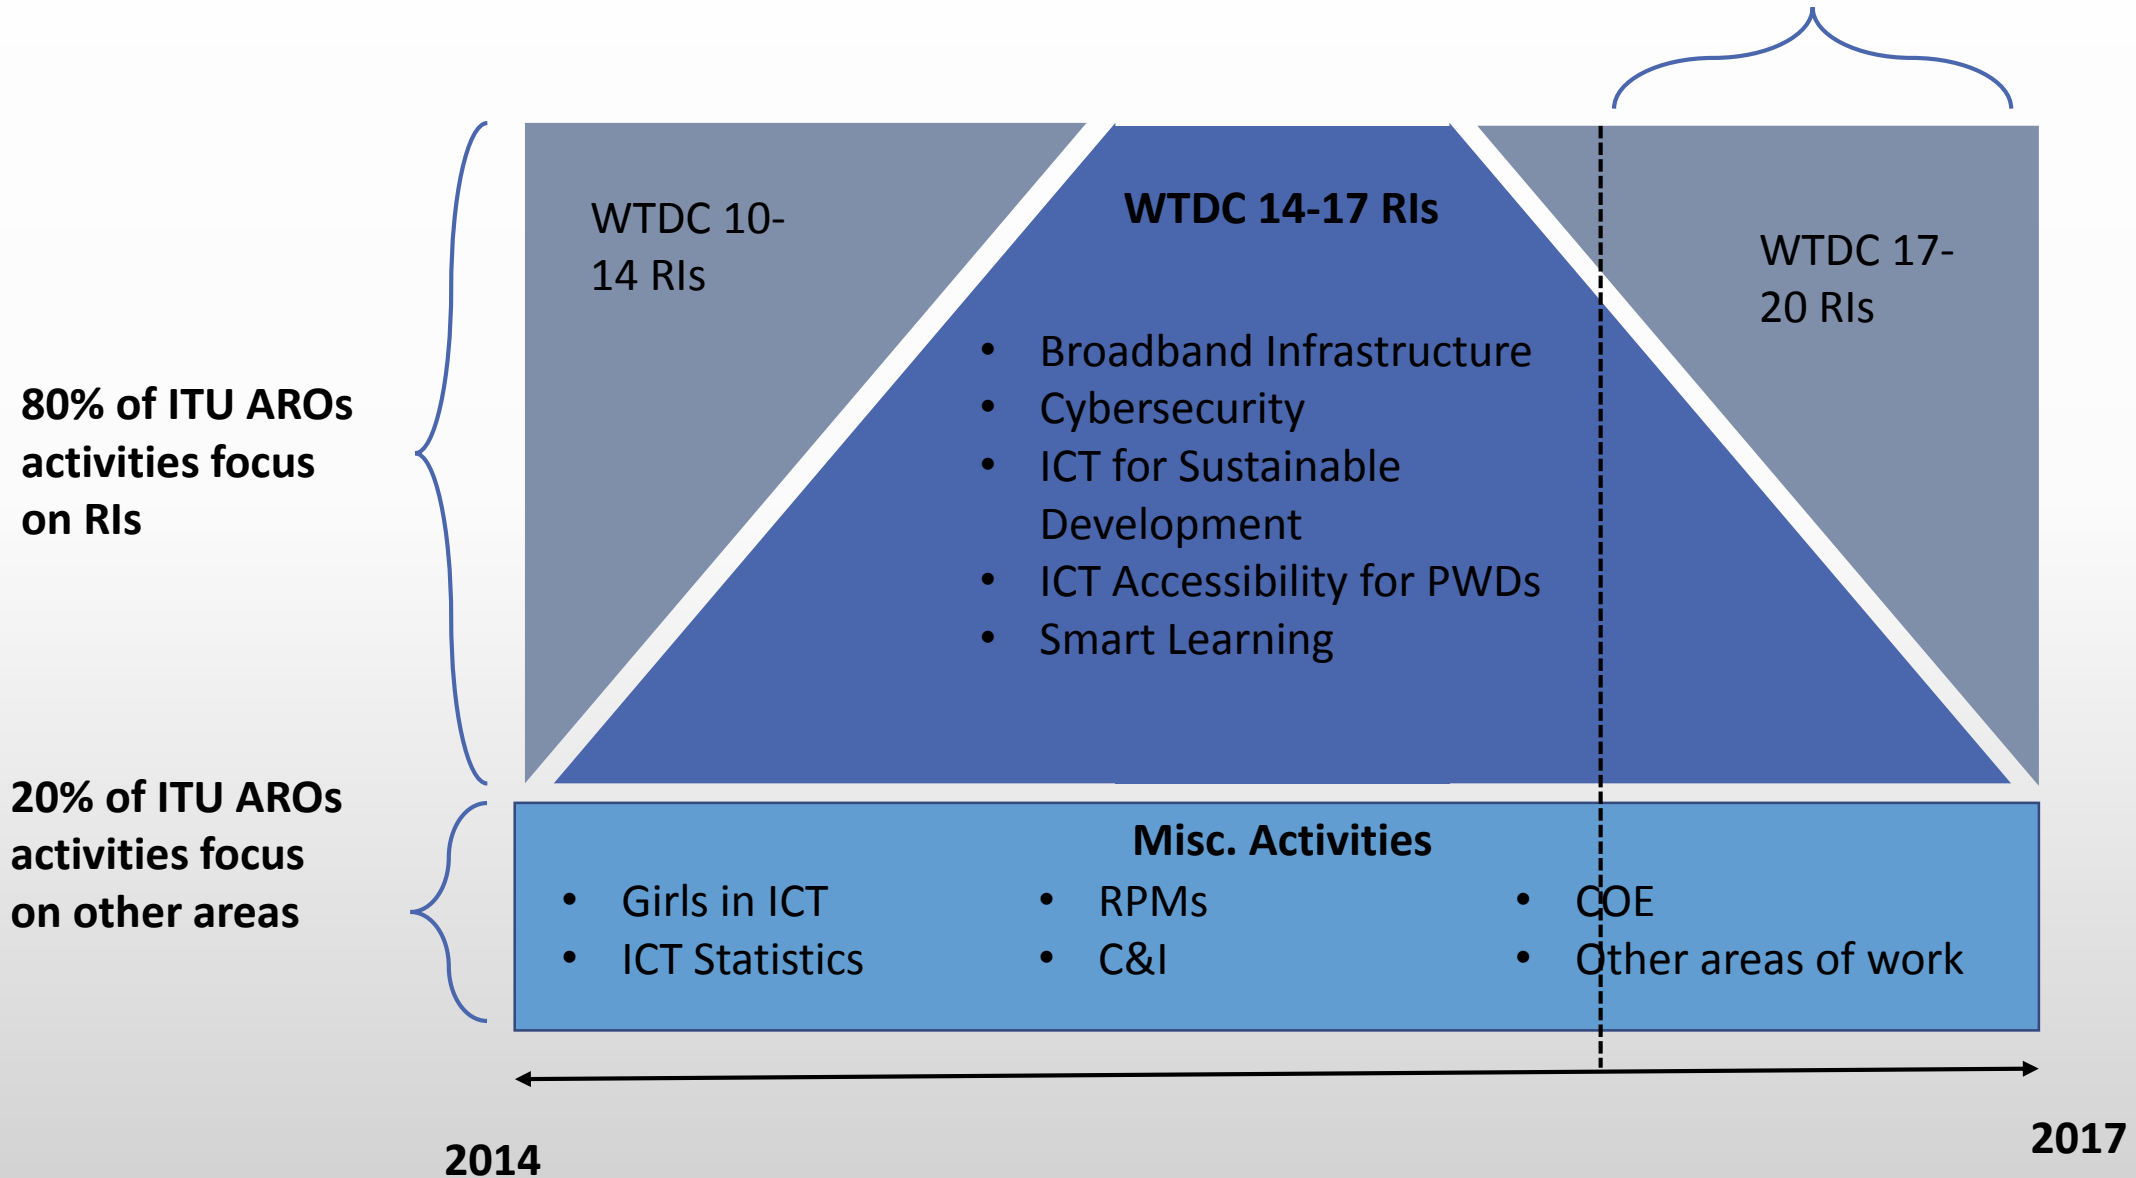 WTDC 10-
14 RIs
WTDC 14-17 RIs
WTDC 17-
20 RIs
• Broadband Infrastructure
• Cybersecurity
• ICT for Sustainable
Development
• ICT Accessibility for PWDs
• Smart Learning
80% of ITU AROs
activities focus
on RIs
20% of ITU AROs
activities focus
on other areas
Misc. Activities
• Girls in ICT
• ICT Statistics
• RPMs
• C&I
• COE
• Other areas of work
2014
2017